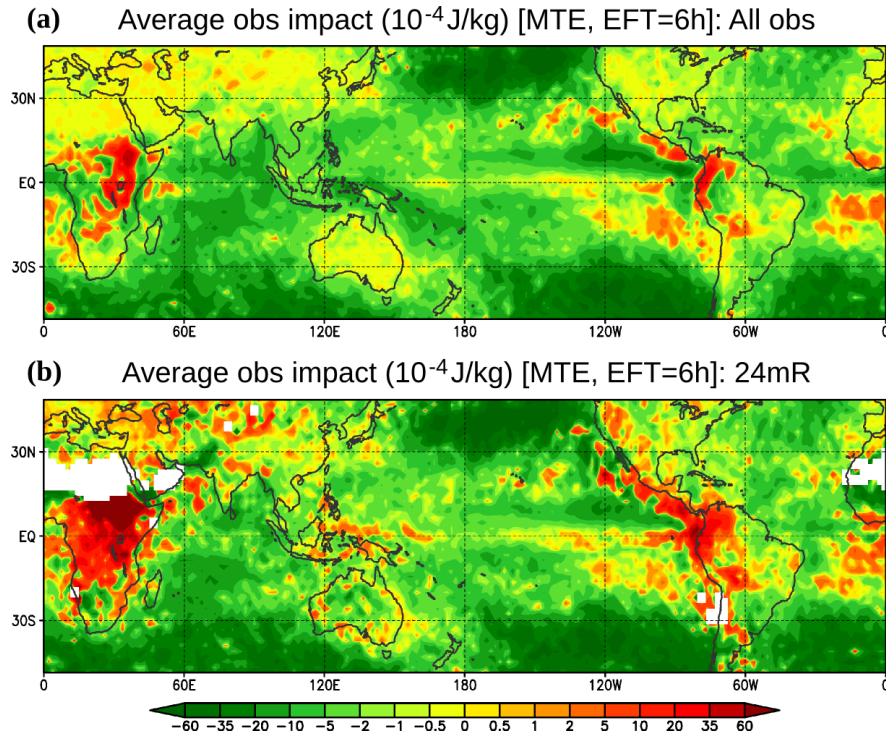 (a) Average obs impact (10⁻⁴J/kg) [MTE, EFT=6h]: All obs
30N
EQ
30S
0 60E 120E 180 120W 60W 0
(b) Average obs impact (10⁻⁴J/kg) [MTE, EFT=6h]: 24mR
30N
EQ
30S
0 60E 120E 180 120W 60W 0
−60 −35 −20 −10 −5 −2 −1 −0.5 0 0.5 1 2 5 10 20 35 60